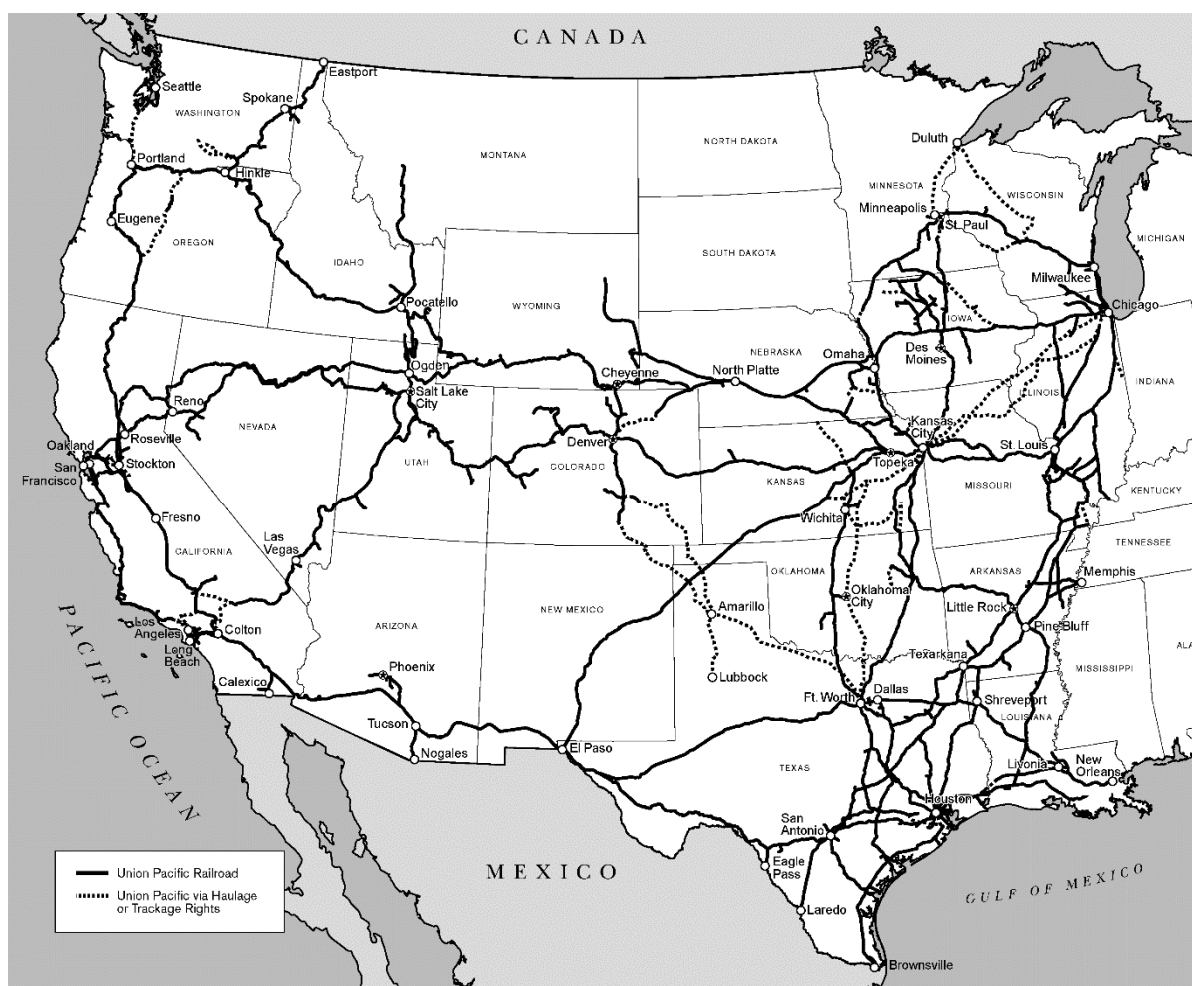 CANADA
Eastport
Seattle
Spokane
WASHINGTON
MONTANA
NORTH DAKOTA
Duluth
Portland
Hinkle
MINNESOTA
WISCONSIN
Minneapolis
St. Paul
MICHIGAN
Eugene
OREGON
IDAHO
SOUTH DAKOTA
Milwaukee
Pocatello
WYOMING
Chicago
IOWA
Des
Moines
NEBRASKA
Omaha
Ogden
Cheyenne
North Platte
Salt Lake
City
Reno
NEVADA
ILLINOIS
INDIANA
Roseville
Denver
Kansas
City
Oakland
San
Francisco
Stockton
UTAH
COLORADO
Topeka
St. Louis
KANSAS
MISSOURI
KENTUCKY
Fresno
Wichita
Las
Vegas
CALIFORNIA
TENNESSEE
OKLAHOMA
ARKANSAS
Memphis
Oklahoma
City
Little Rock
NEW MEXICO
Amarillo
ARIZONA
Los
Angeles
Colton
Long
Beach
Pine Bluff
PACIFIC OCEAN
Phoenix
Texarkana
MISSISSIPPI
ALA
Calexico
Lubbock
Ft. Worth
Dallas
Shreveport
LOUISIANA
Tucson
Nogales
El Paso
TEXAS
Livonia
New
Orleans
Houston
San
Antonio
MEXICO
Eagle
Pass
GULF OF MEXICO
Laredo
Brownsville
Union Pacific Railroad
Union Pacific via Haulage
or Trackage Rights